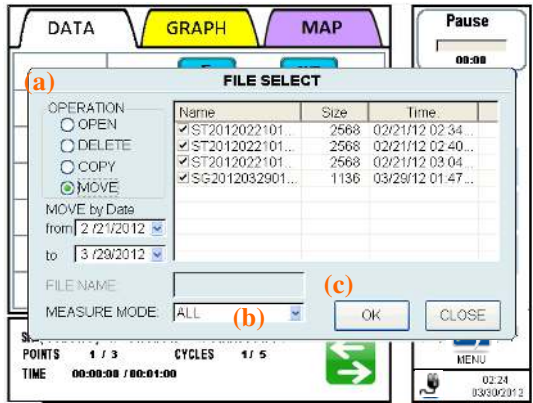 DATA GRAPH MAP Pause
00:00
(a) FILE SELECT
OPERATION
OPEN
DELETE
COPY
MOVE
Name Size Time.
ST2012022101... 2568 02/21/12 02:34...
ST2012022101... 2568 02/21/12 02:40...
ST2012022101... 2568 02/21/12 03:04...
SG2012032901... 1136 03/29/12 01:47...
MOVE by Date
from 2 /21/2012
to 3 /29/2012
FILE NAME
MEASURE MODE: ALL
(b)
(c)
OK CLOSE
POINTS 1 / 3 CYCLES 1/ 5
TIME 00:00:00 / 00:01:00
MENU
02:24
03/30/2012